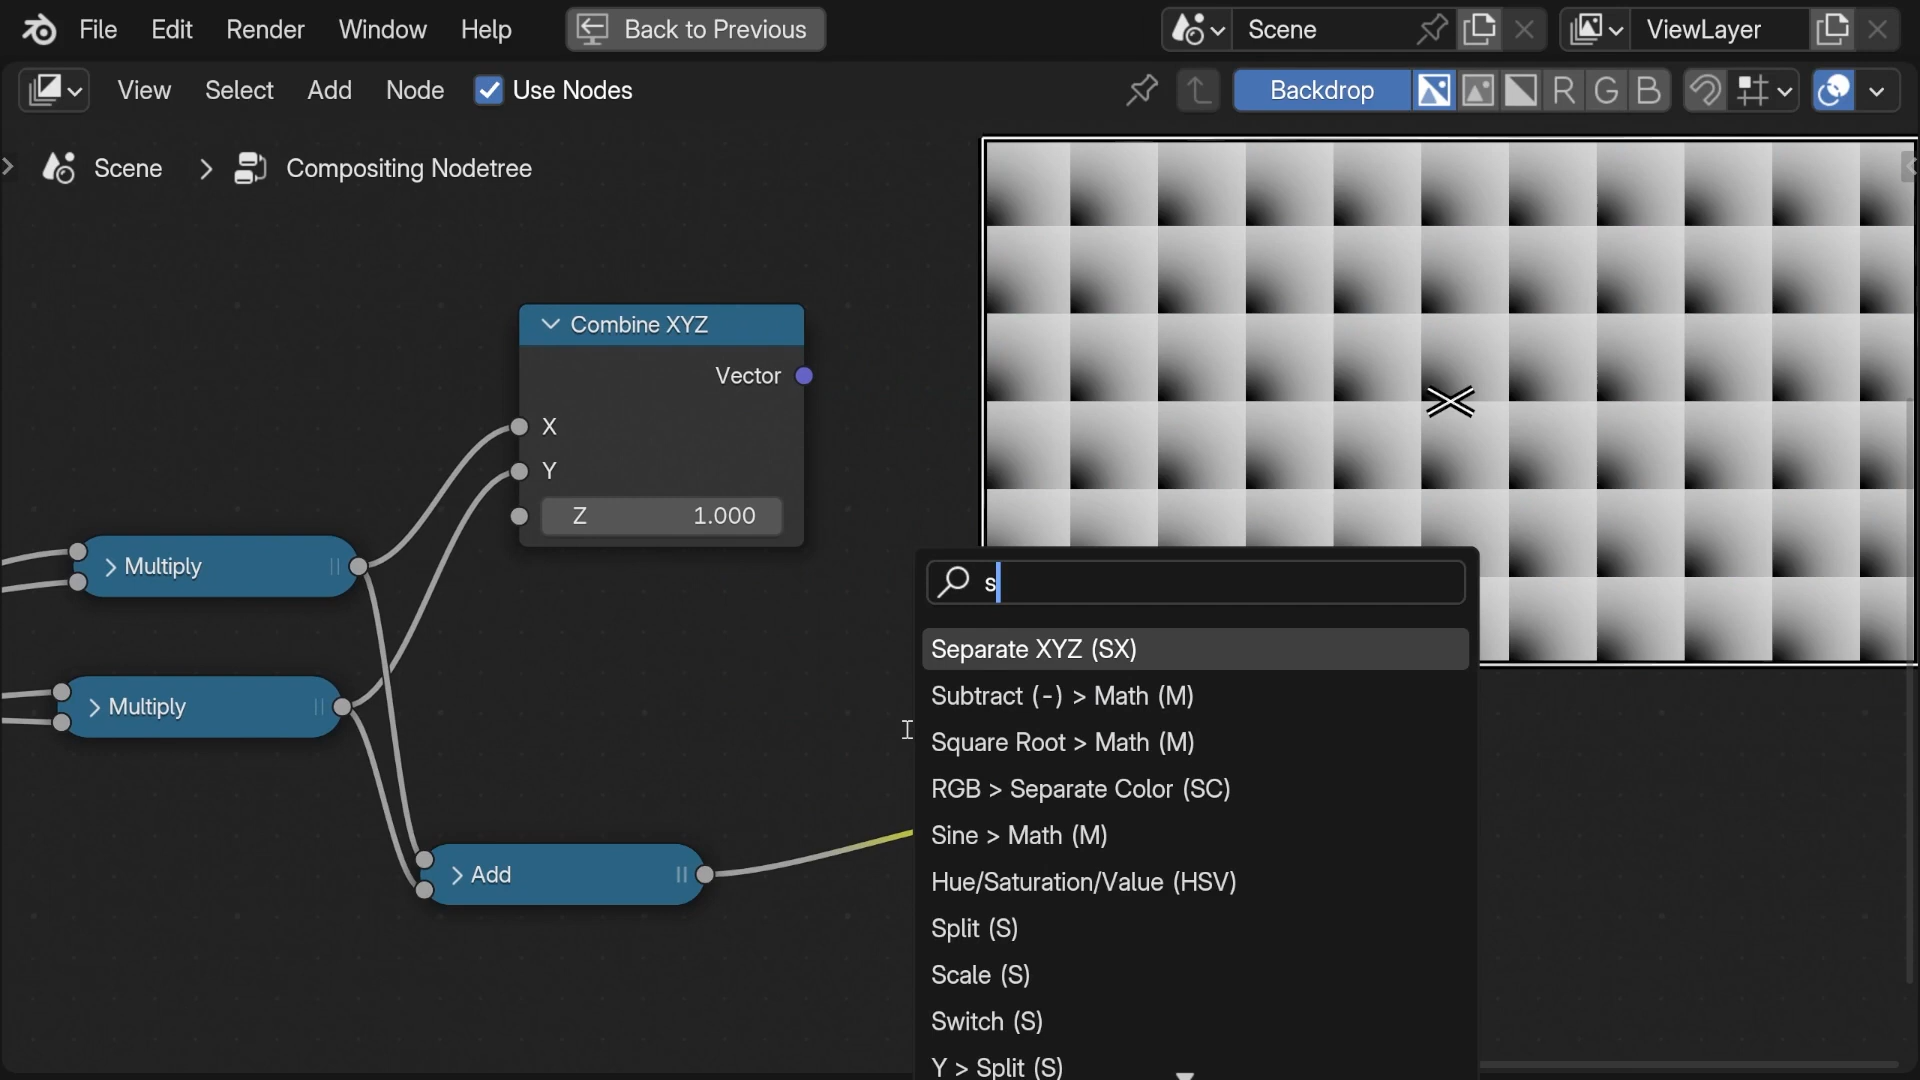 File Edit Render Window Help Back to Previous Scene ViewLayer
View Select Add Node Use Nodes Backdrop R G B
Scene > Compositing Nodetree
Combine XYZ
Vector
X
Y
Z 1.000
Multiply
Multiply
Add
s
Separate XYZ (SX)
Subtract (-) > Math (M)
Square Root > Math (M)
RGB > Separate Color (SC)
Sine > Math (M)
Hue/Saturation/Value (HSV)
Split (S)
Scale (S)
Switch (S)
Y > Split (S)